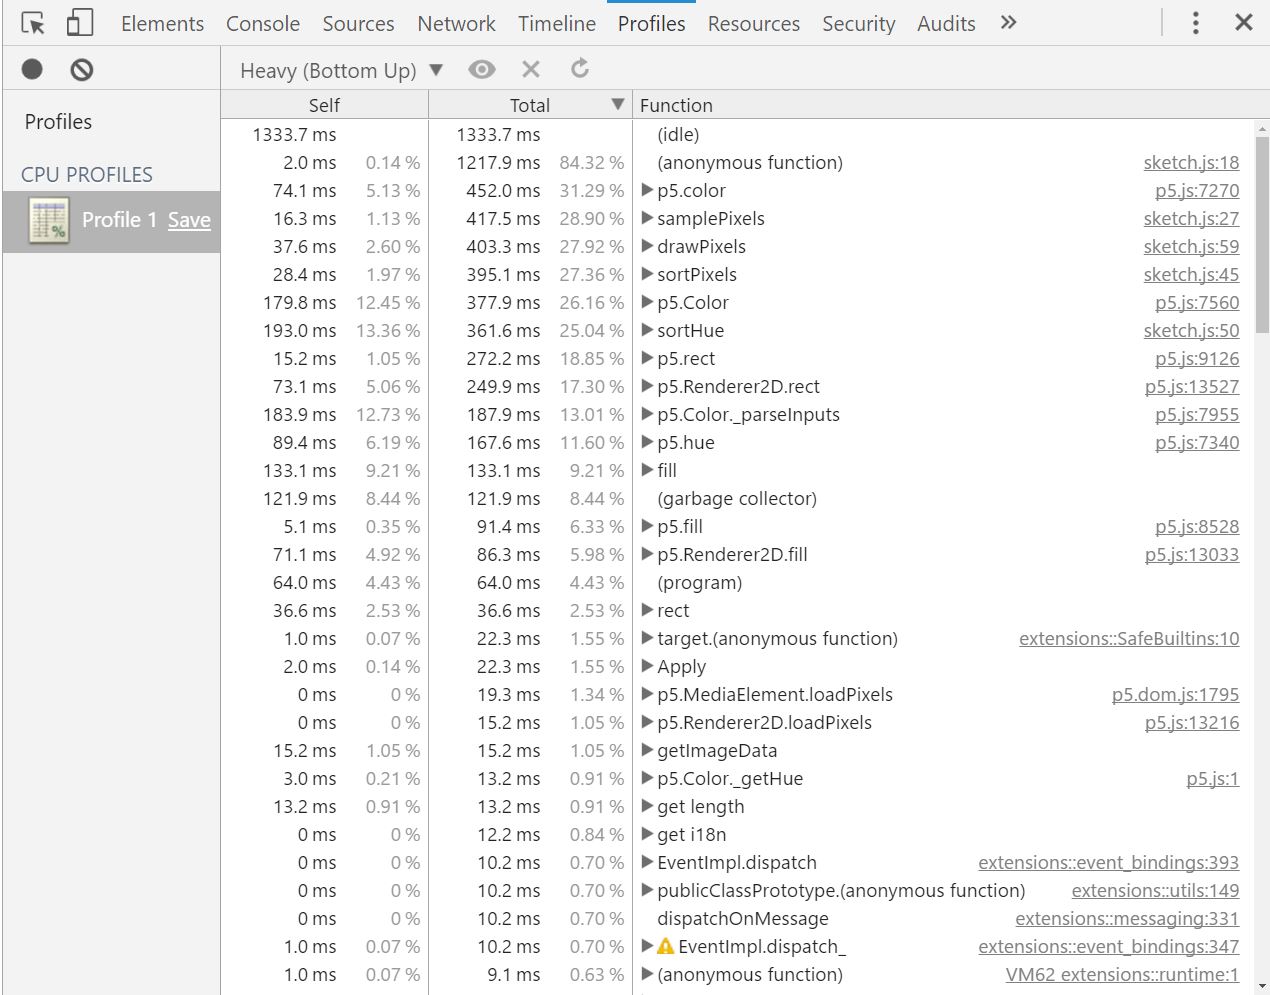 Elements Console Sources Network Timeline Profiles Resources Security Audits »
Heavy (Bottom Up) ▼
Profiles
CPU PROFILES
Profile 1 Save
Self Total ▼ Function
1333.7 ms 1333.7 ms (idle)
2.0 ms 0.14 % 1217.9 ms 84.32 % (anonymous function) sketch.js:18
74.1 ms 5.13 % 452.0 ms 31.29 % p5.color p5.js:7270
16.3 ms 1.13 % 417.5 ms 28.90 % samplePixels sketch.js:27
37.6 ms 2.60 % 403.3 ms 27.92 % drawPixels sketch.js:59
28.4 ms 1.97 % 395.1 ms 27.36 % sortPixels sketch.js:45
179.8 ms 12.45 % 377.9 ms 26.16 % p5.Color p5.js:7560
193.0 ms 13.36 % 361.6 ms 25.04 % sortHue sketch.js:50
15.2 ms 1.05 % 272.2 ms 18.85 % p5.rect p5.js:9126
73.1 ms 5.06 % 249.9 ms 17.30 % p5.Renderer2D.rect p5.js:13527
183.9 ms 12.73 % 187.9 ms 13.01 % p5.Color._parseInputs p5.js:7955
89.4 ms 6.19 % 167.6 ms 11.60 % p5.hue p5.js:7340
133.1 ms 9.21 % 133.1 ms 9.21 % fill
121.9 ms 8.44 % 121.9 ms 8.44 % (garbage collector)
5.1 ms 0.35 % 91.4 ms 6.33 % p5.fill p5.js:8528
71.1 ms 4.92 % 86.3 ms 5.98 % p5.Renderer2D.fill p5.js:13033
64.0 ms 4.43 % 64.0 ms 4.43 % (program)
36.6 ms 2.53 % 36.6 ms 2.53 % rect
1.0 ms 0.07 % 22.3 ms 1.55 % target.(anonymous function) extensions::SafeBuiltins:10
2.0 ms 0.14 % 22.3 ms 1.55 % Apply
0 ms 0 % 19.3 ms 1.34 % p5.MediaElement.loadPixels p5.dom.js:1795
0 ms 0 % 15.2 ms 1.05 % p5.Renderer2D.loadPixels p5.js:13216
15.2 ms 1.05 % 15.2 ms 1.05 % getImageData
3.0 ms 0.21 % 13.2 ms 0.91 % p5.Color._getHue p5.js:1
13.2 ms 0.91 % 13.2 ms 0.91 % get length
0 ms 0 % 12.2 ms 0.84 % get i18n
0 ms 0 % 10.2 ms 0.70 % EventImpl.dispatch extensions::event_bindings:393
0 ms 0 % 10.2 ms 0.70 % publicClassPrototype.(anonymous function) extensions::utils:149
0 ms 0 % 10.2 ms 0.70 % dispatchOnMessage extensions::messaging:331
1.0 ms 0.07 % 10.2 ms 0.70 % EventImpl.dispatch_ extensions::event_bindings:347
1.0 ms 0.07 % 9.1 ms 0.63 % (anonymous function) VM62 extensions::runtime:1